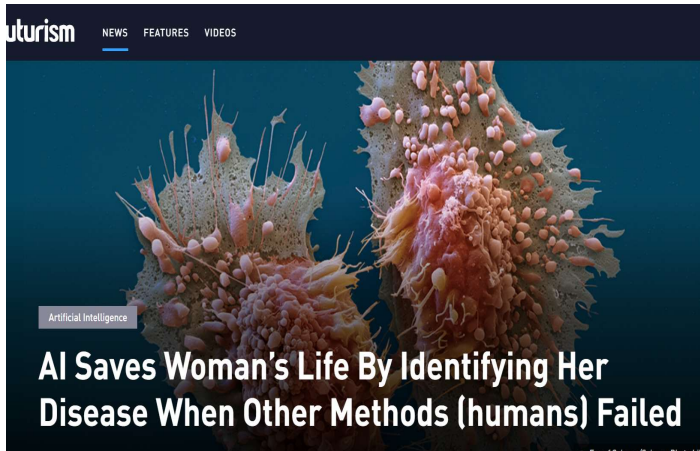 uturism
NEWS FEATURES VIDEOS
Artificial Intelligence
AI Saves Woman's Life By Identifying Her
Disease When Other Methods (humans) Failed